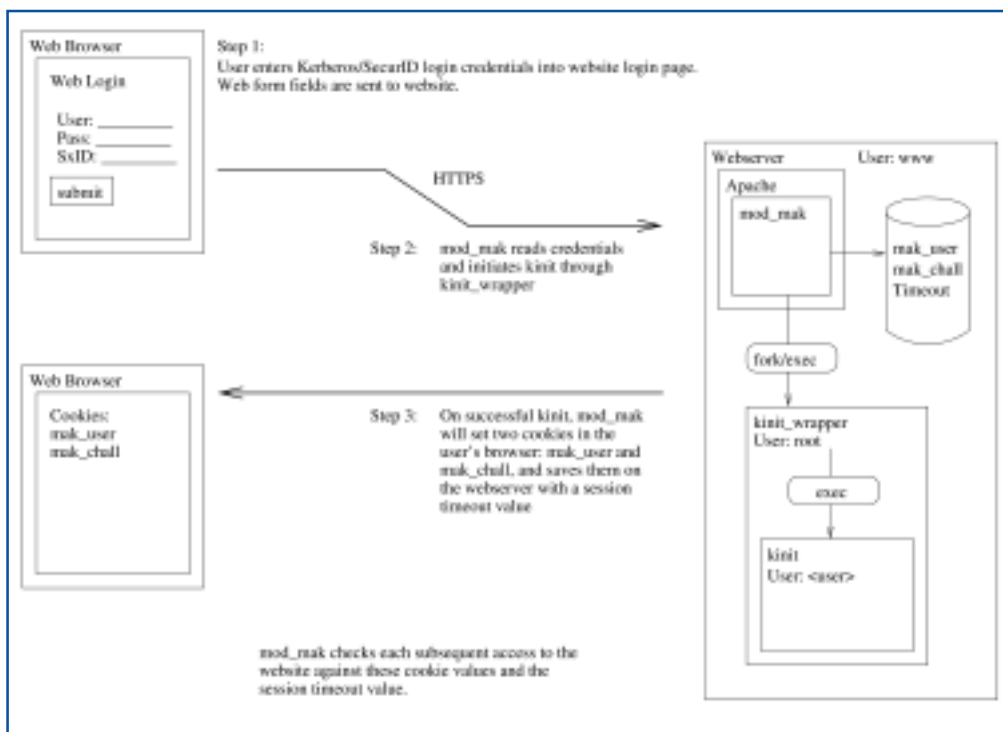 Web Browser
Web Login
User: __________
Pass: __________
SxID: __________
submit
Step 1:
User enters Kerberos/SecurID login credentials into website login page.
Web form fields are sent to website.
HTTPS
Step 2: mod_mak reads credentials
and initiates kinit through
kinit_wrapper
Webserver User: www
Apache
mod_mak
mak_user
mak_chall
Timeout
fork/exec
kinit_wrapper
User: root
exec
kinit
User: <user>
Web Browser
Cookies:
mak_user
mak_chall
Step 3: On successful kinit, mod_mak
will set two cookies in the
user's browser: mak_user and
mak_chall, and saves them on
the webserver with a session
timeout value
mod_mak checks each subsequent access to the
website against these cookie values and the
session timeout value.